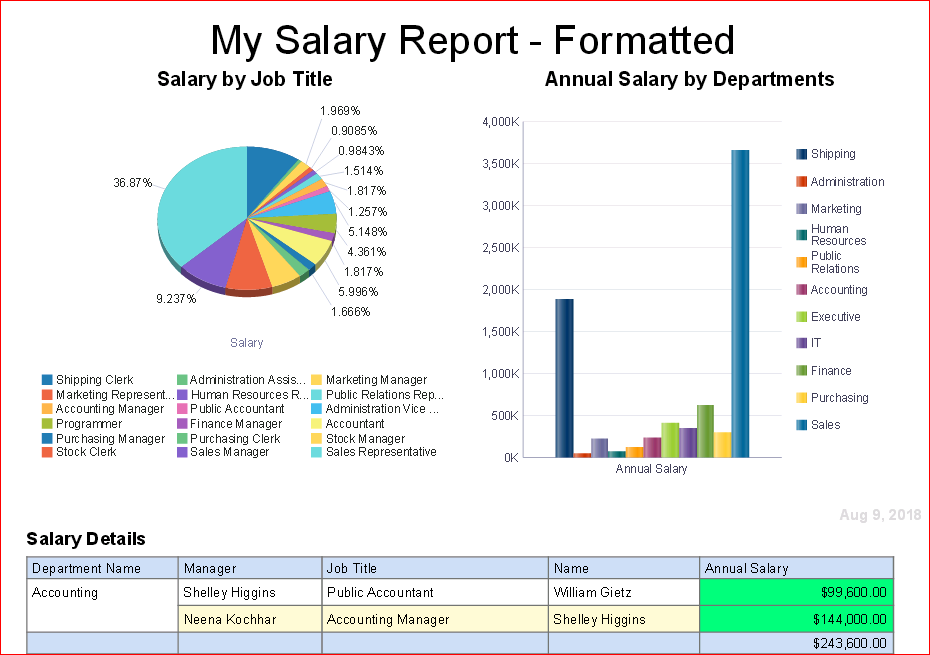 My Salary Report - Formatted
Salary by Job Title
1.969%
0.9085%
0.9843%
1.514%
1.817%
1.257%
5.148%
4.361%
1.817%
5.996%
1.666%
36.87%
9.237%
Salary
Shipping Clerk Administration Assis... Marketing Manager
Marketing Represent... Human Resources R... Public Relations Rep...
Accounting Manager Public Accountant Administration Vice ...
Programmer Finance Manager Accountant
Purchasing Manager Purchasing Clerk Stock Manager
Stock Clerk Sales Manager Sales Representative
Annual Salary by Departments
4,000K
3,500K
3,000K
2,500K
2,000K
1,500K
1,000K
500K
0K
Annual Salary
Shipping
Administration
Marketing
Human
Resources
Public
Relations
Accounting
Executive
IT
Finance
Purchasing
Sales
Aug 9, 2018
Salary Details
Department Name Manager Job Title Name Annual Salary
Accounting Shelley Higgins Public Accountant William Gietz $99,600.00
Neena Kochhar Accounting Manager Shelley Higgins $144,000.00
$243,600.00